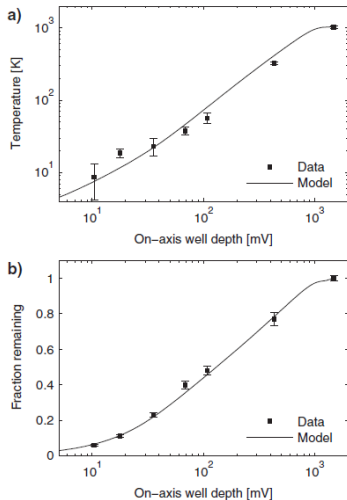 a)
10³
10²
10¹
Temperature [K]
Data
Model
10¹
10²
10³
On−axis well depth [mV]
b)
1
0.8
0.6
0.4
0.2
0
Fraction remaining
Data
Model
10¹
10²
10³
On−axis well depth [mV]